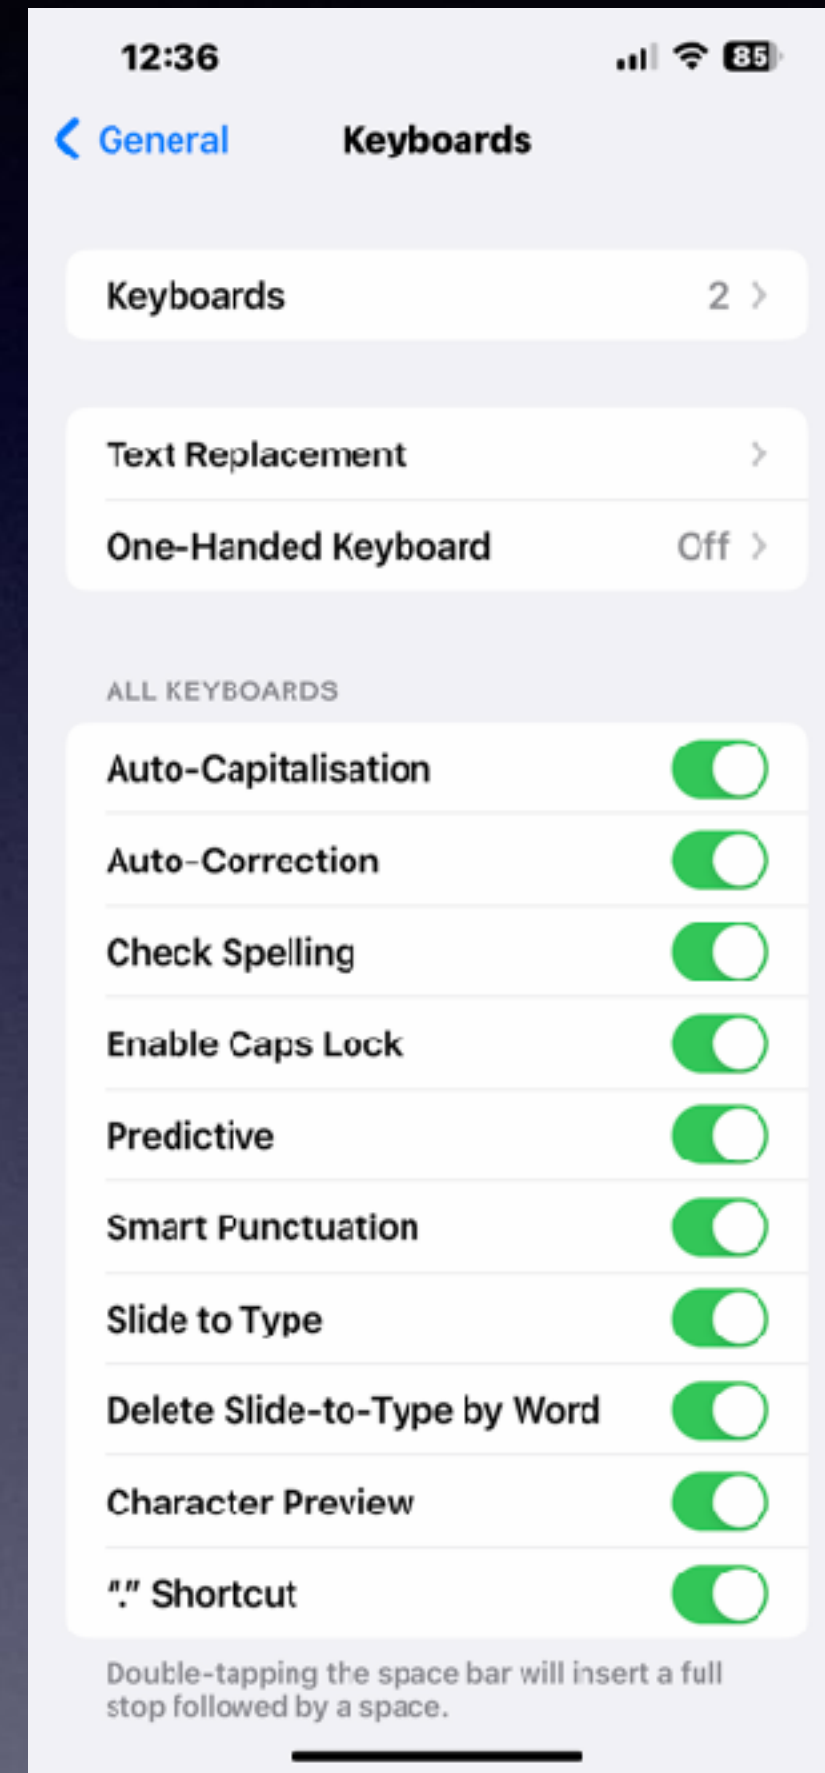 12:36 85
General Keyboards
Keyboards 2
Text Replacement
One-Handed Keyboard Off
ALL KEYBOARDS
Auto-Capitalisation
Auto-Correction
Check Spelling
Enable Caps Lock
Predictive
Smart Punctuation
Slide to Type
Delete Slide-to-Type by Word
Character Preview
"." Shortcut
Double-tapping the space bar will insert a full
stop followed by a space.